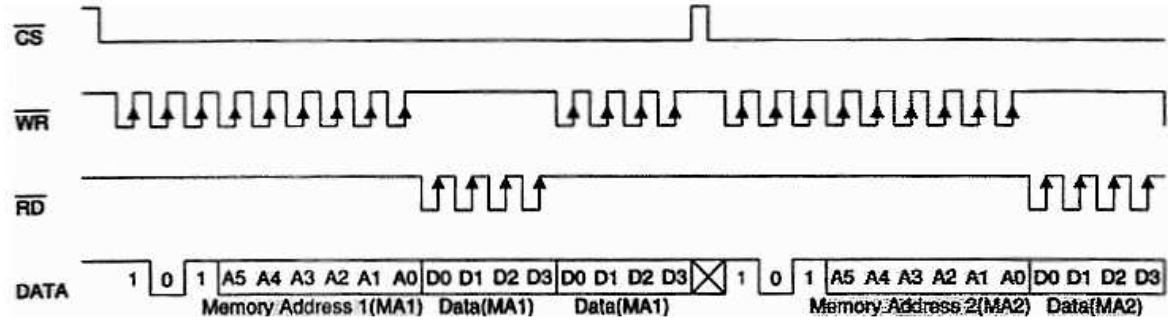 CS
WR
RD
DATA 1 0 1 A5 A4 A3 A2 A1 A0 D0 D1 D2 D3 D0 D1 D2 D3 1 0 1 A5 A4 A3 A2 A1 A0 D0 D1 D2 D3
Memory Address 1(MA1) Data(MA1) Data(MA1) Memory Address 2(MA2) Data(MA2)